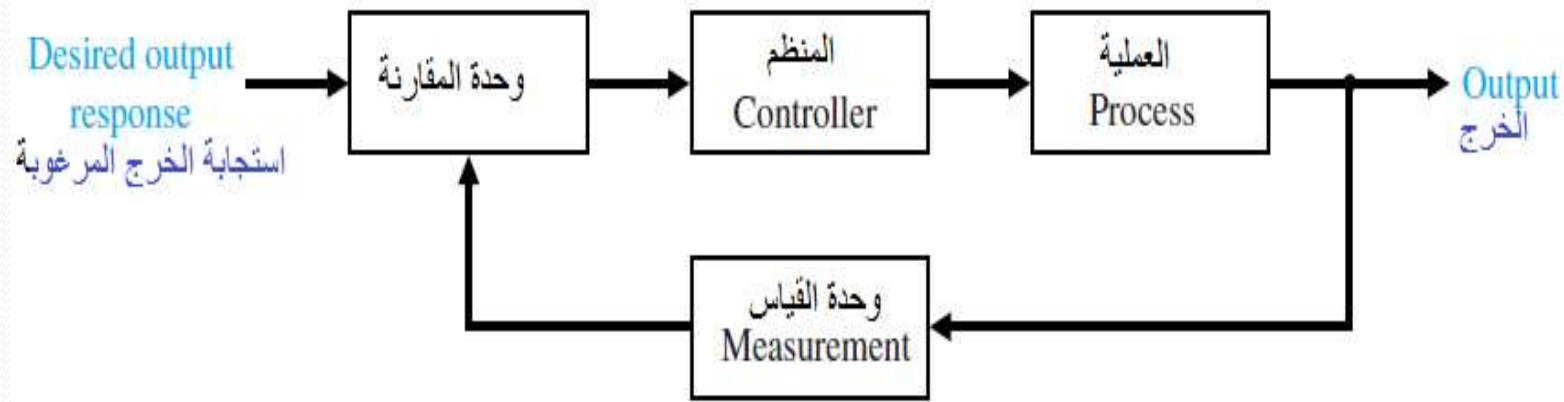 Desired output
response
استجابة الخرج المرغوبة
وحدة المقارنة
المنظم
Controller
العملية
Process
Output
الخرج
وحدة القياس
Measurement